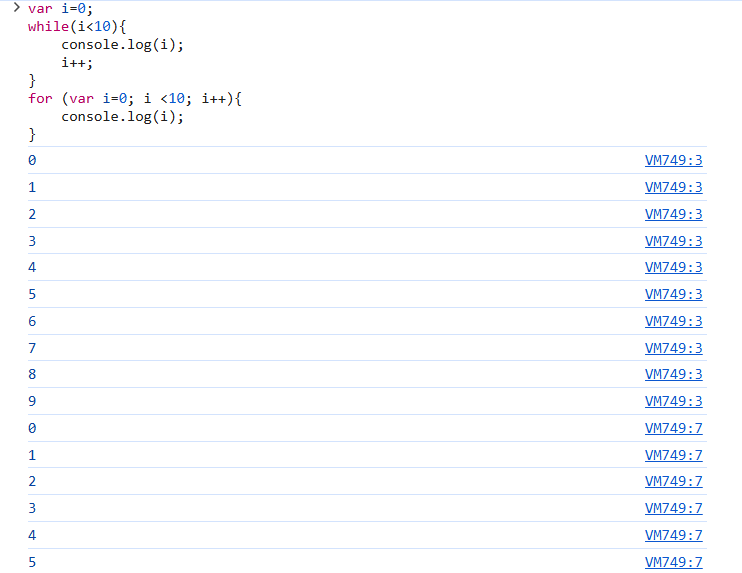 var i=0;
while(i<10){
    console.log(i);
    i++;
}
for (var i=0; i <10; i++){
    console.log(i);
}
0 VM749:3
1 VM749:3
2 VM749:3
3 VM749:3
4 VM749:3
5 VM749:3
6 VM749:3
7 VM749:3
8 VM749:3
9 VM749:3
0 VM749:7
1 VM749:7
2 VM749:7
3 VM749:7
4 VM749:7
5 VM749:7